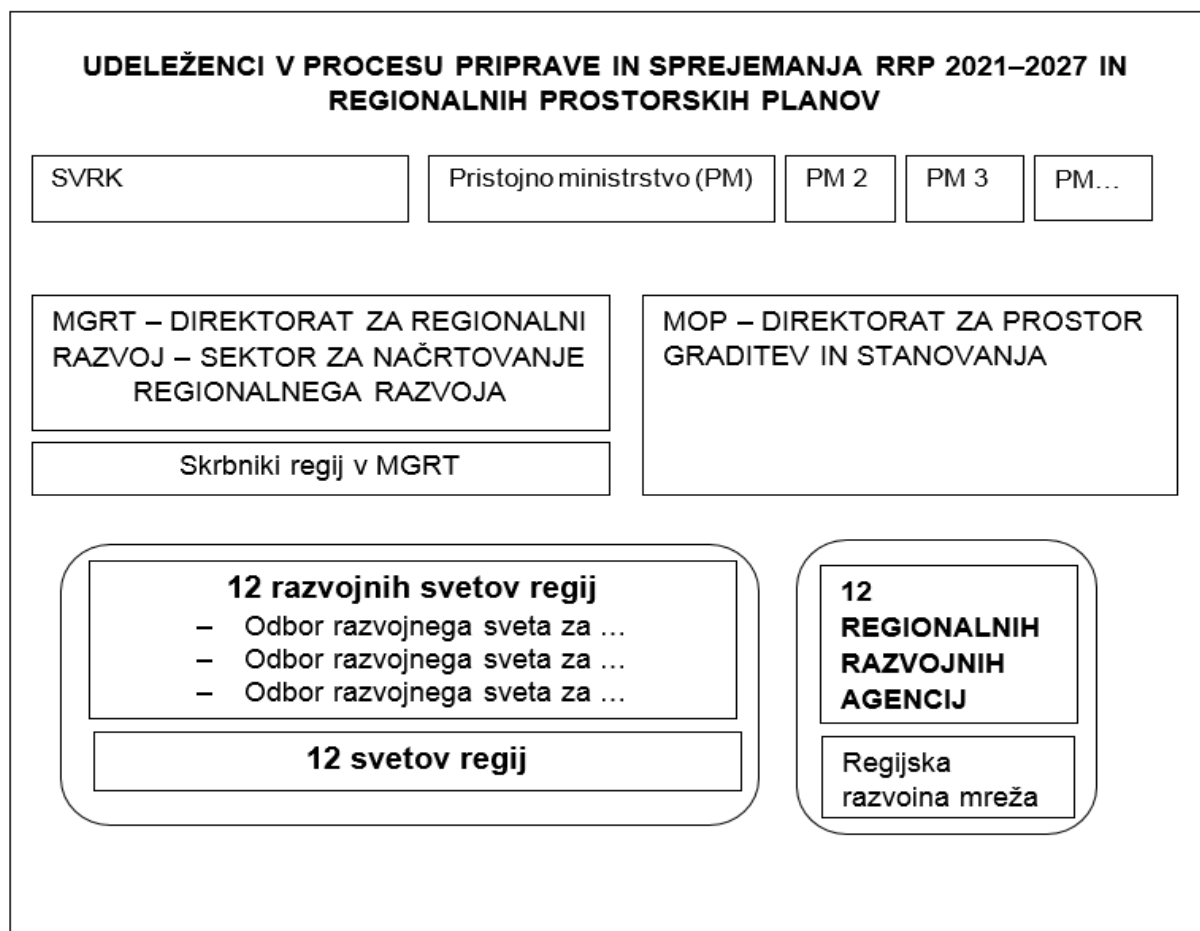 UDELEŽENCI V PROCESU PRIPRAVE IN SPREJEMANJA RRP 2021–2027 IN
REGIONALNIH PROSTORSKIH PLANOV
SVRK
Pristojno ministrstvo (PM)
PM 2
PM 3
PM…
MGRT – DIREKTORAT ZA REGIONALNI
RAZVOJ – SEKTOR ZA NAČRTOVANJE
REGIONALNEGA RAZVOJA
Skrbniki regij v MGRT
MOP – DIREKTORAT ZA PROSTOR
GRADITEV IN STANOVANJA
12 razvojnih svetov regij
– Odbor razvojnega sveta za …
– Odbor razvojnega sveta za …
– Odbor razvojnega sveta za …
12 svetov regij
12
REGIONALNIH
RAZVOJNIH
AGENCIJ
Regijska
razvojna mreža